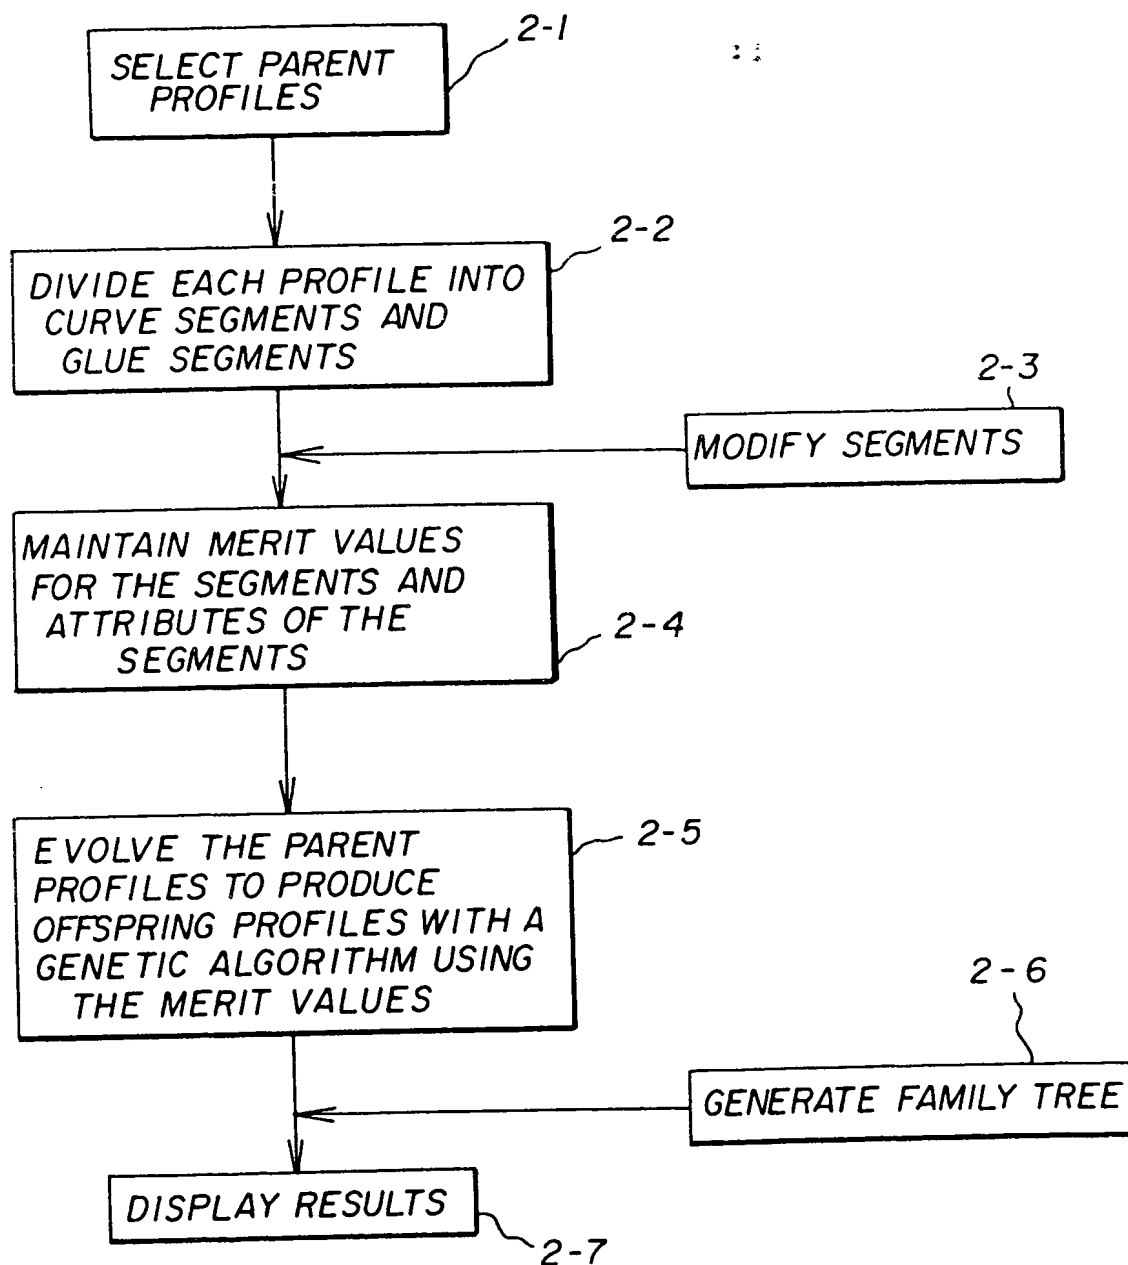 2-1
SELECT PARENT
PROFILES
2-2
DIVIDE EACH PROFILE INTO
CURVE SEGMENTS AND
GLUE SEGMENTS
2-3
MODIFY SEGMENTS
MAINTAIN MERIT VALUES
FOR THE SEGMENTS AND
ATTRIBUTES OF THE
SEGMENTS
2-4
EVOLVE THE PARENT
PROFILES TO PRODUCE
OFFSPRING PROFILES WITH A
GENETIC ALGORITHM USING
THE MERIT VALUES
2-5
2-6
GENERATE FAMILY TREE
DISPLAY RESULTS
2-7